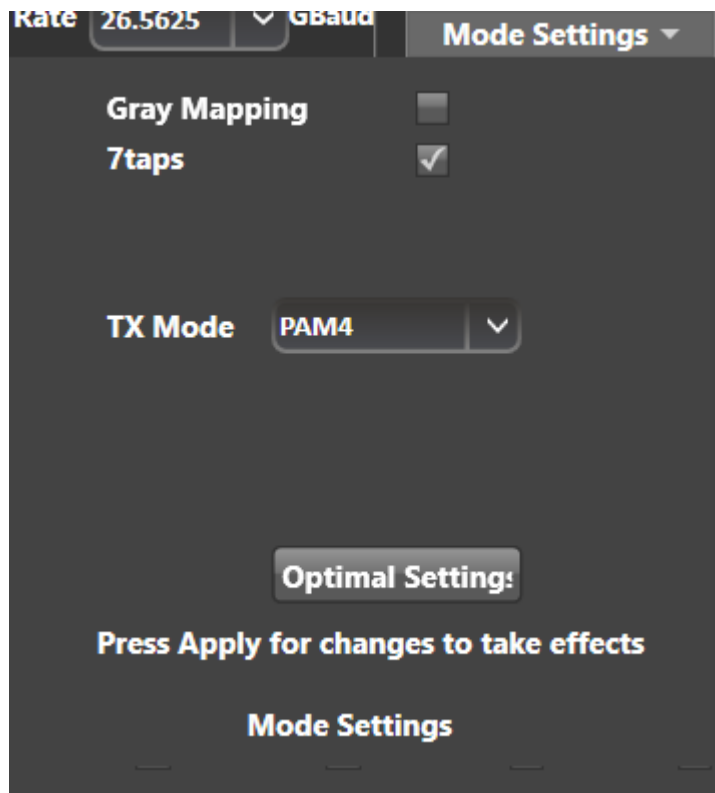 Rate 26.5625 GBaud
Mode Settings
Gray Mapping
7taps
TX Mode PAM4
Optimal Settings
Press Apply for changes to take effects
Mode Settings